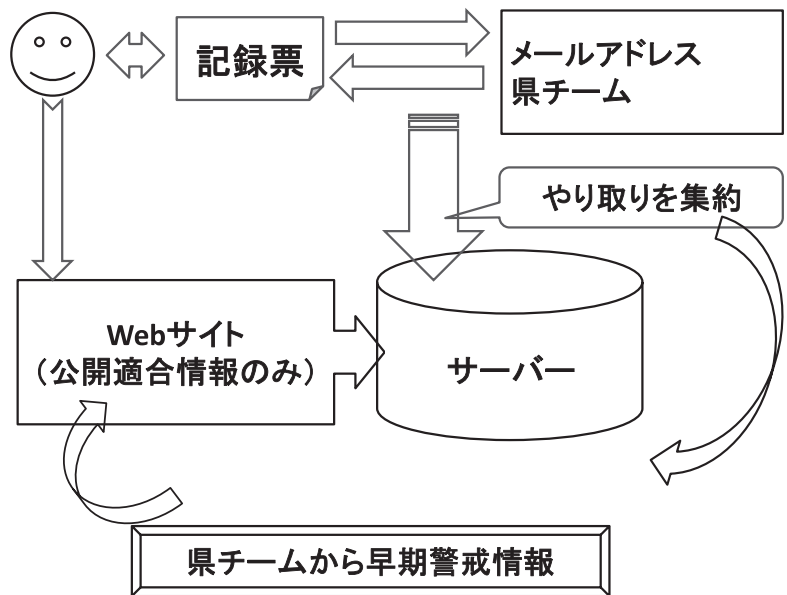 記録票
メールアドレス
県チーム
やり取りを集約
Webサイト
(公開適合情報のみ)
サーバー
県チームから早期警戒情報